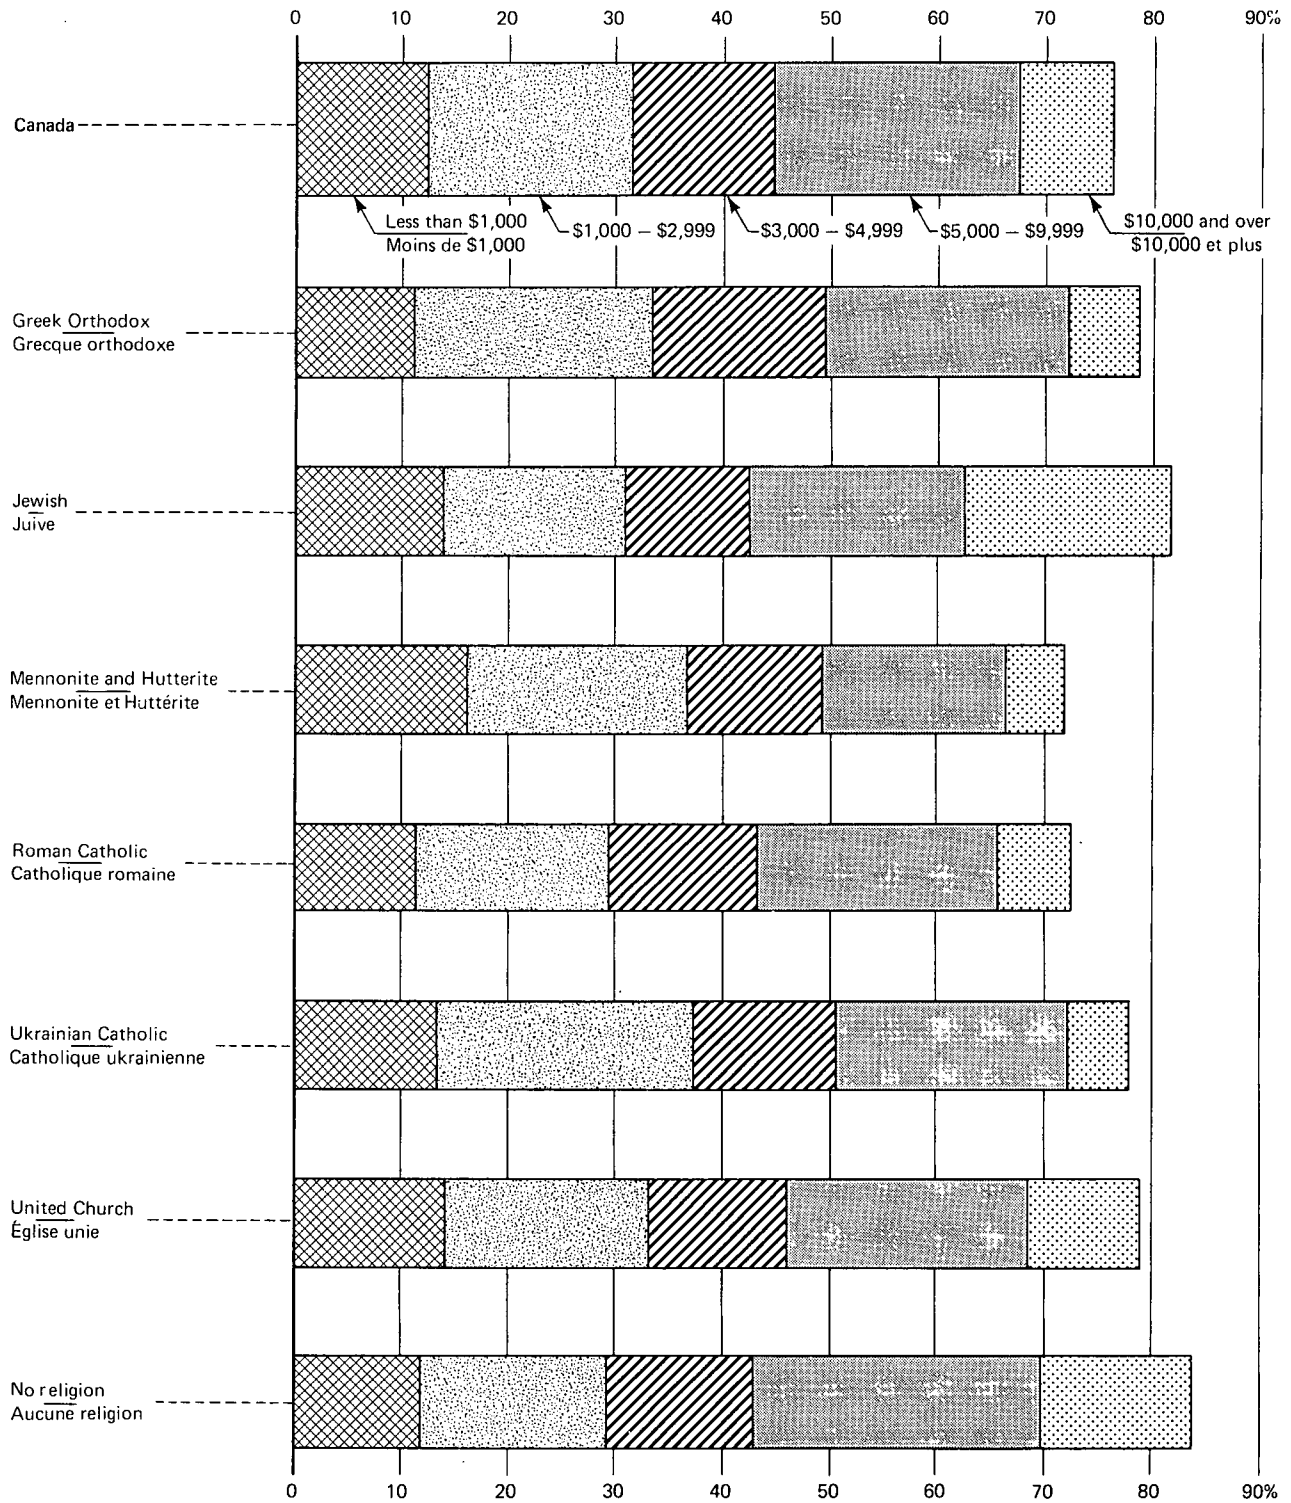 0 10 20 30 40 50 60 70 80 90%
Canada
Less than $1,000
Moins de $1,000
$1,000 – $2,999
$3,000 – $4,999
$5,000 – $9,999
$10,000 and over
$10,000 et plus
Greek Orthodox
Grecque orthodoxe
Jewish
Juive
Mennonite and Hutterite
Mennonite et Huttérite
Roman Catholic
Catholique romaine
Ukrainian Catholic
Catholique ukrainienne
United Church
Église unie
No religion
Aucune religion
0 10 20 30 40 50 60 70 80 90%